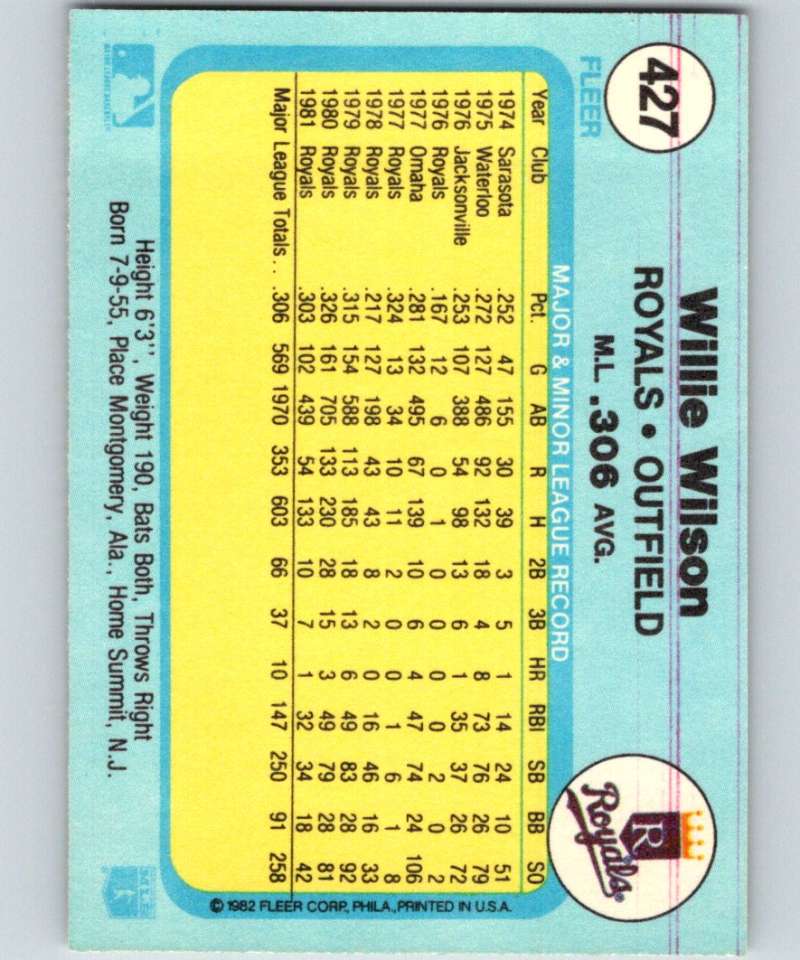 427
FLEER
Willie Wilson
ROYALS • OUTFIELD
M.L. .306 AVG.
Royals
R
MAJOR & MINOR LEAGUE RECORD
Year Club Pct. G AB R H 2B 3B HR RBI SB BB SO
1974 Sarasota .252 47 155 30 39 3 5 1 14 24 10 51
1975 Waterloo .272 127 486 92 132 18 4 8 73 76 26 79
1976 Jacksonville .253 107 388 54 98 13 6 1 35 37 26 72
1976 Royals .167 12 6 0 1 0 0 0 0 2 0 2
1977 Omaha .281 132 495 67 139 10 6 4 47 74 24 106
1977 Royals .324 13 34 10 11 2 0 0 1 6 1 8
1978 Royals .217 127 198 43 43 8 2 0 16 46 16 33
1979 Royals .315 154 588 113 185 18 13 6 49 83 28 92
1980 Royals .326 161 705 133 230 28 15 3 49 79 28 81
1981 Royals .303 102 439 54 133 10 7 1 32 34 18 42
Major League Totals . . .306 569 1970 353 603 66 37 10 147 250 91 258
© 1982 FLEER CORP., PHILA., PRINTED IN U.S.A.
Height 6'3'', Weight 190, Bats Both, Throws Right
Born 7-9-55, Place Montgomery, Ala., Home Summit, N.J.